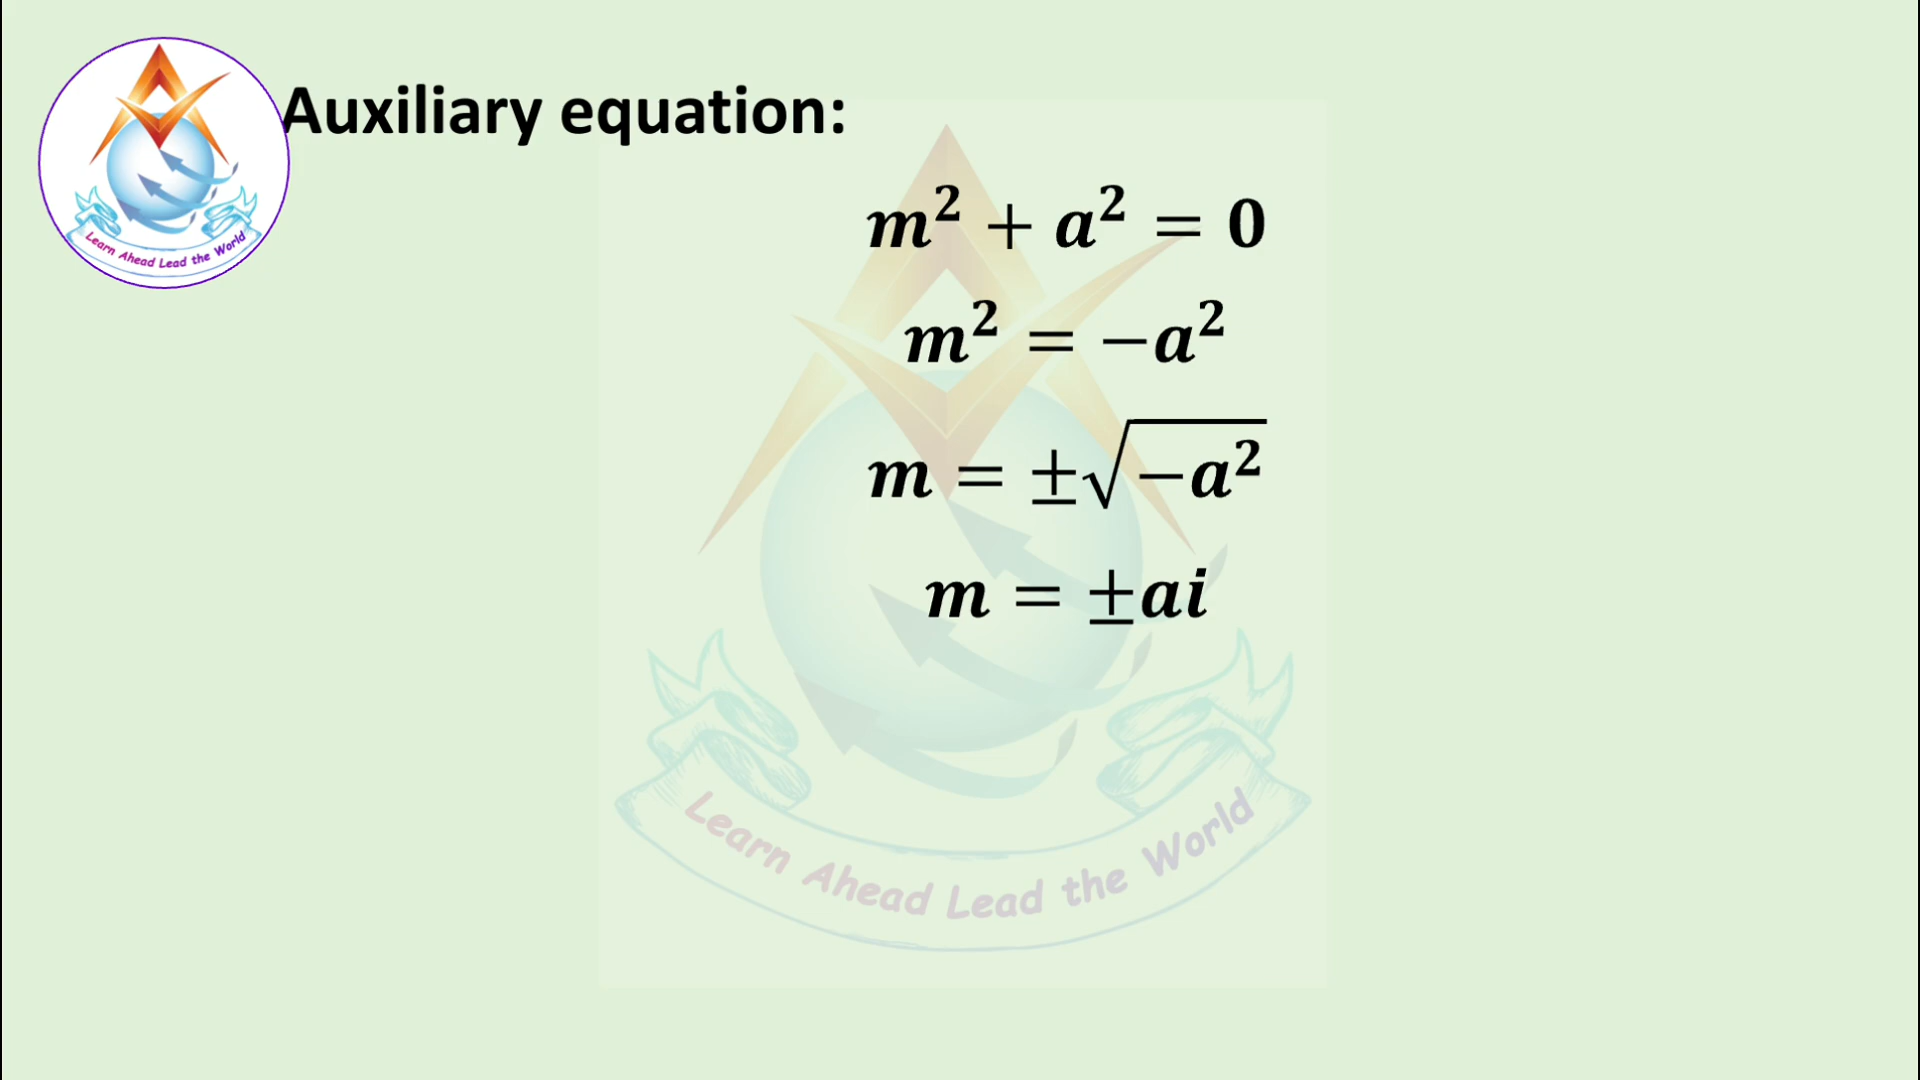 Learn Ahead Lead the World
Auxiliary equation:
m² + a² = 0
m² = −a²
m = ±√−a²
m = ±ai
Learn Ahead Lead the World